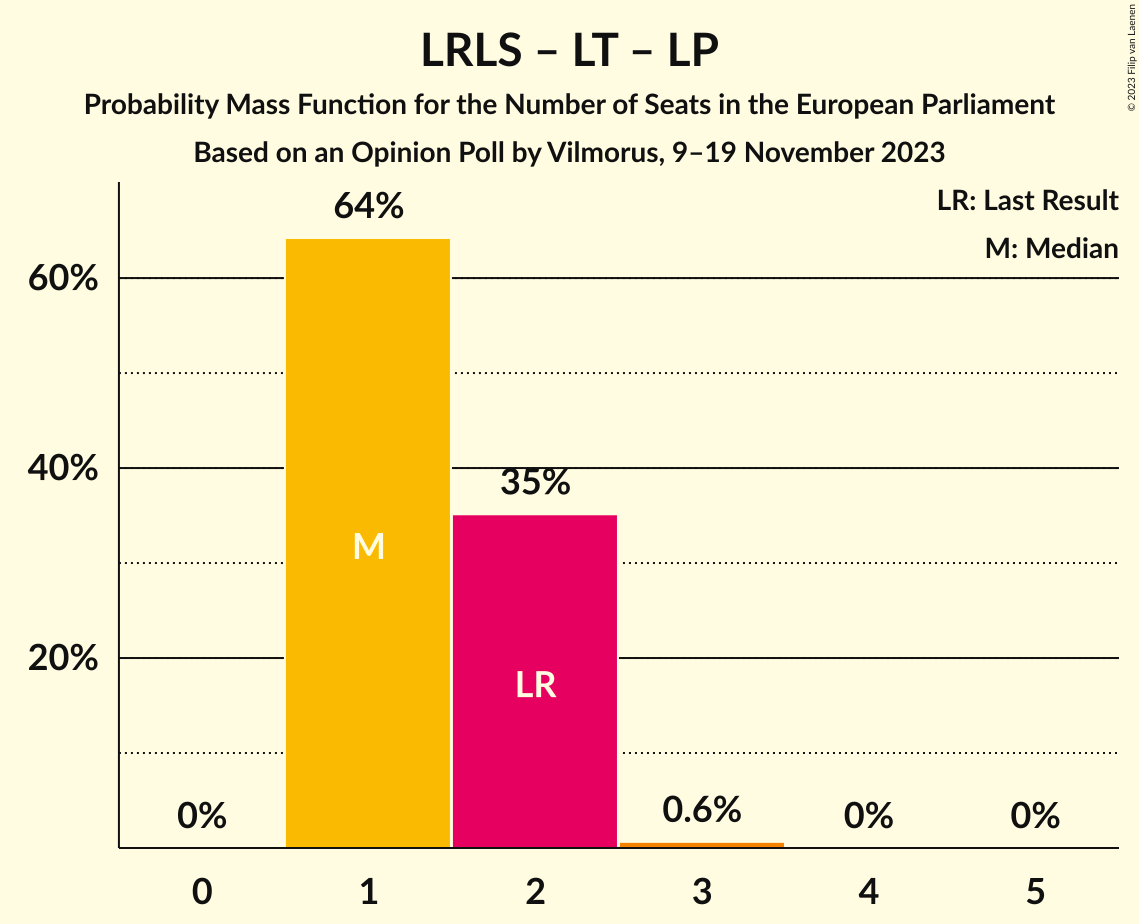 LRLS – LT – LP
Probability Mass Function for the Number of Seats in the European Parliament
Based on an Opinion Poll by Vilmorus, 9–19 November 2023
© 2023 Filip van Laenen
LR: Last Result
M: Median
64%
60%
40%
35%
M
20%
LR
0%
0.6%
0%
0%
0 1 2 3 4 5